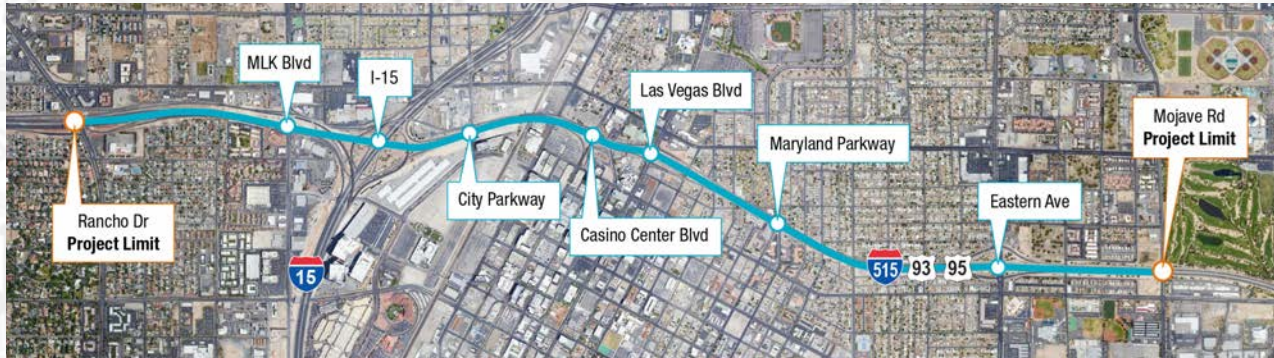 MLK Blvd
I-15
Las Vegas Blvd
Maryland Parkway
Mojave Rd
Project Limit
Rancho Dr
Project Limit
15
City Parkway
Casino Center Blvd
515
93
95
Eastern Ave